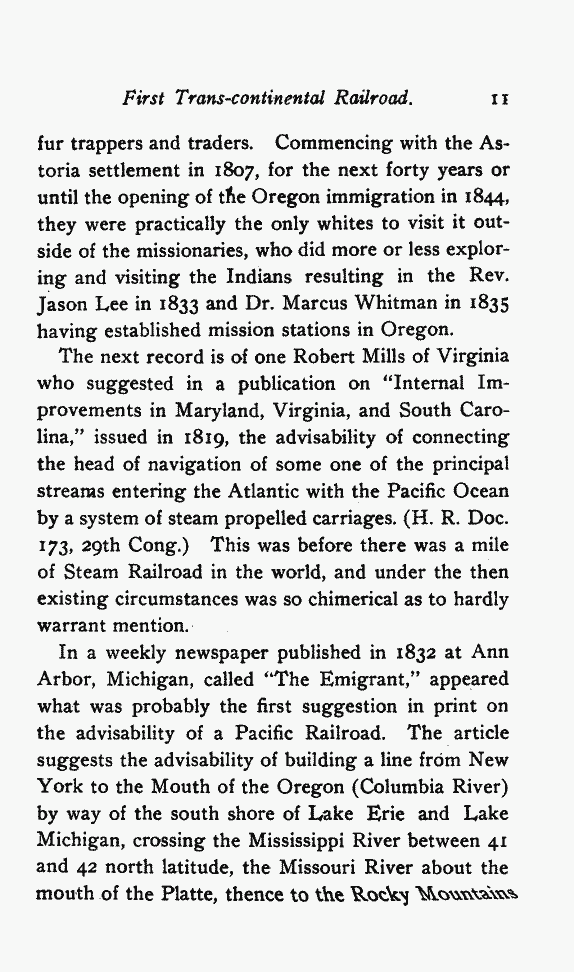 First Trans-continental Railroad. 11
fur trappers and traders. Commencing with the As-
toria settlement in 1807, for the next forty years or
until the opening of the Oregon immigration in 1844,
they were practically the only whites to visit it out-
side of the missionaries, who did more or less explor-
ing and visiting the Indians resulting in the Rev.
Jason Lee in 1833 and Dr. Marcus Whitman in 1835
having established mission stations in Oregon.
The next record is of one Robert Mills of Virginia
who suggested in a publication on "Internal Im-
provements in Maryland, Virginia, and South Caro-
lina," issued in 1819, the advisability of connecting
the head of navigation of some one of the principal
streams entering the Atlantic with the Pacific Ocean
by a system of steam propelled carriages. (H. R. Doc.
173, 29th Cong.) This was before there was a mile
of Steam Railroad in the world, and under the then
existing circumstances was so chimerical as to hardly
warrant mention.
In a weekly newspaper published in 1832 at Ann
Arbor, Michigan, called "The Emigrant," appeared
what was probably the first suggestion in print on
the advisability of a Pacific Railroad. The article
suggests the advisability of building a line from New
York to the Mouth of the Oregon (Columbia River)
by way of the south shore of Lake Erie and Lake
Michigan, crossing the Mississippi River between 41
and 42 north latitude, the Missouri River about the
mouth of the Platte, thence to the Rocky Mountains